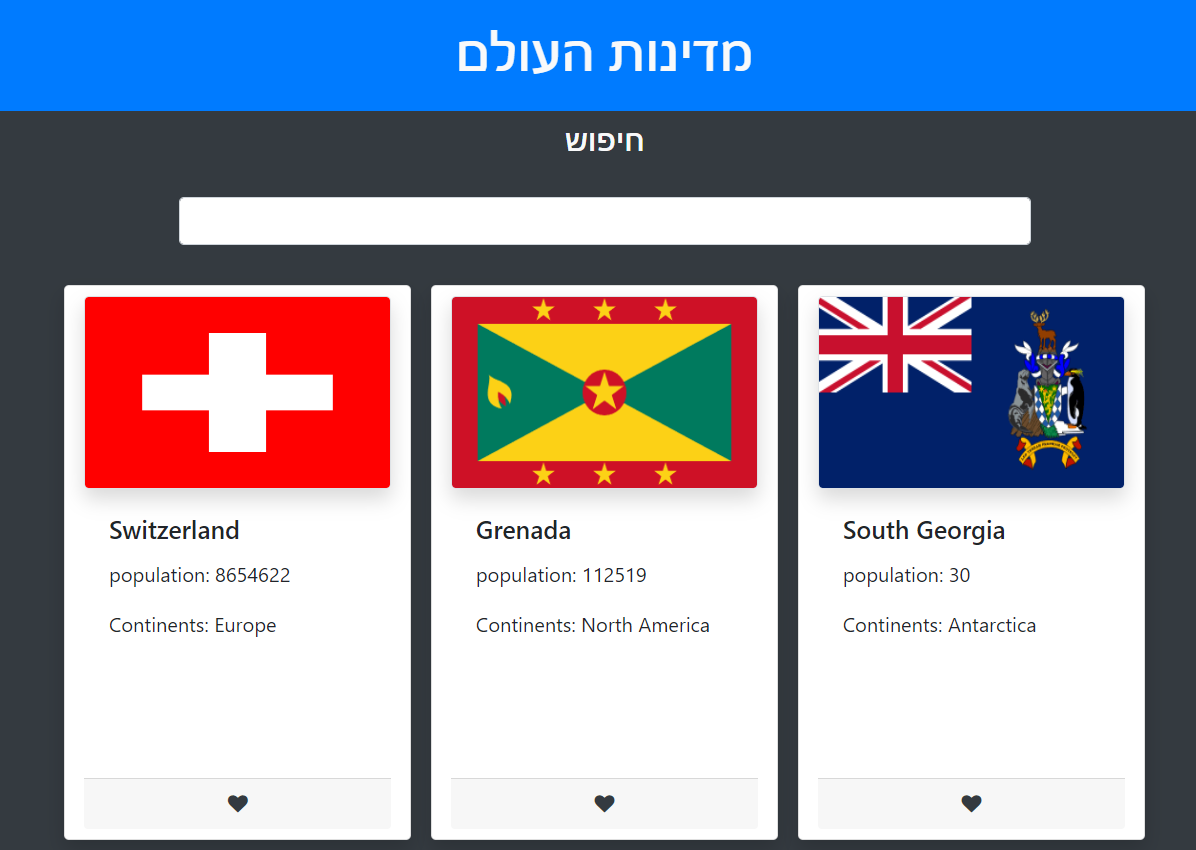 מדינות העולם
חיפוש
Switzerland
population: 8654622
Continents: Europe
Grenada
population: 112519
Continents: North America
South Georgia
population: 30
Continents: Antarctica